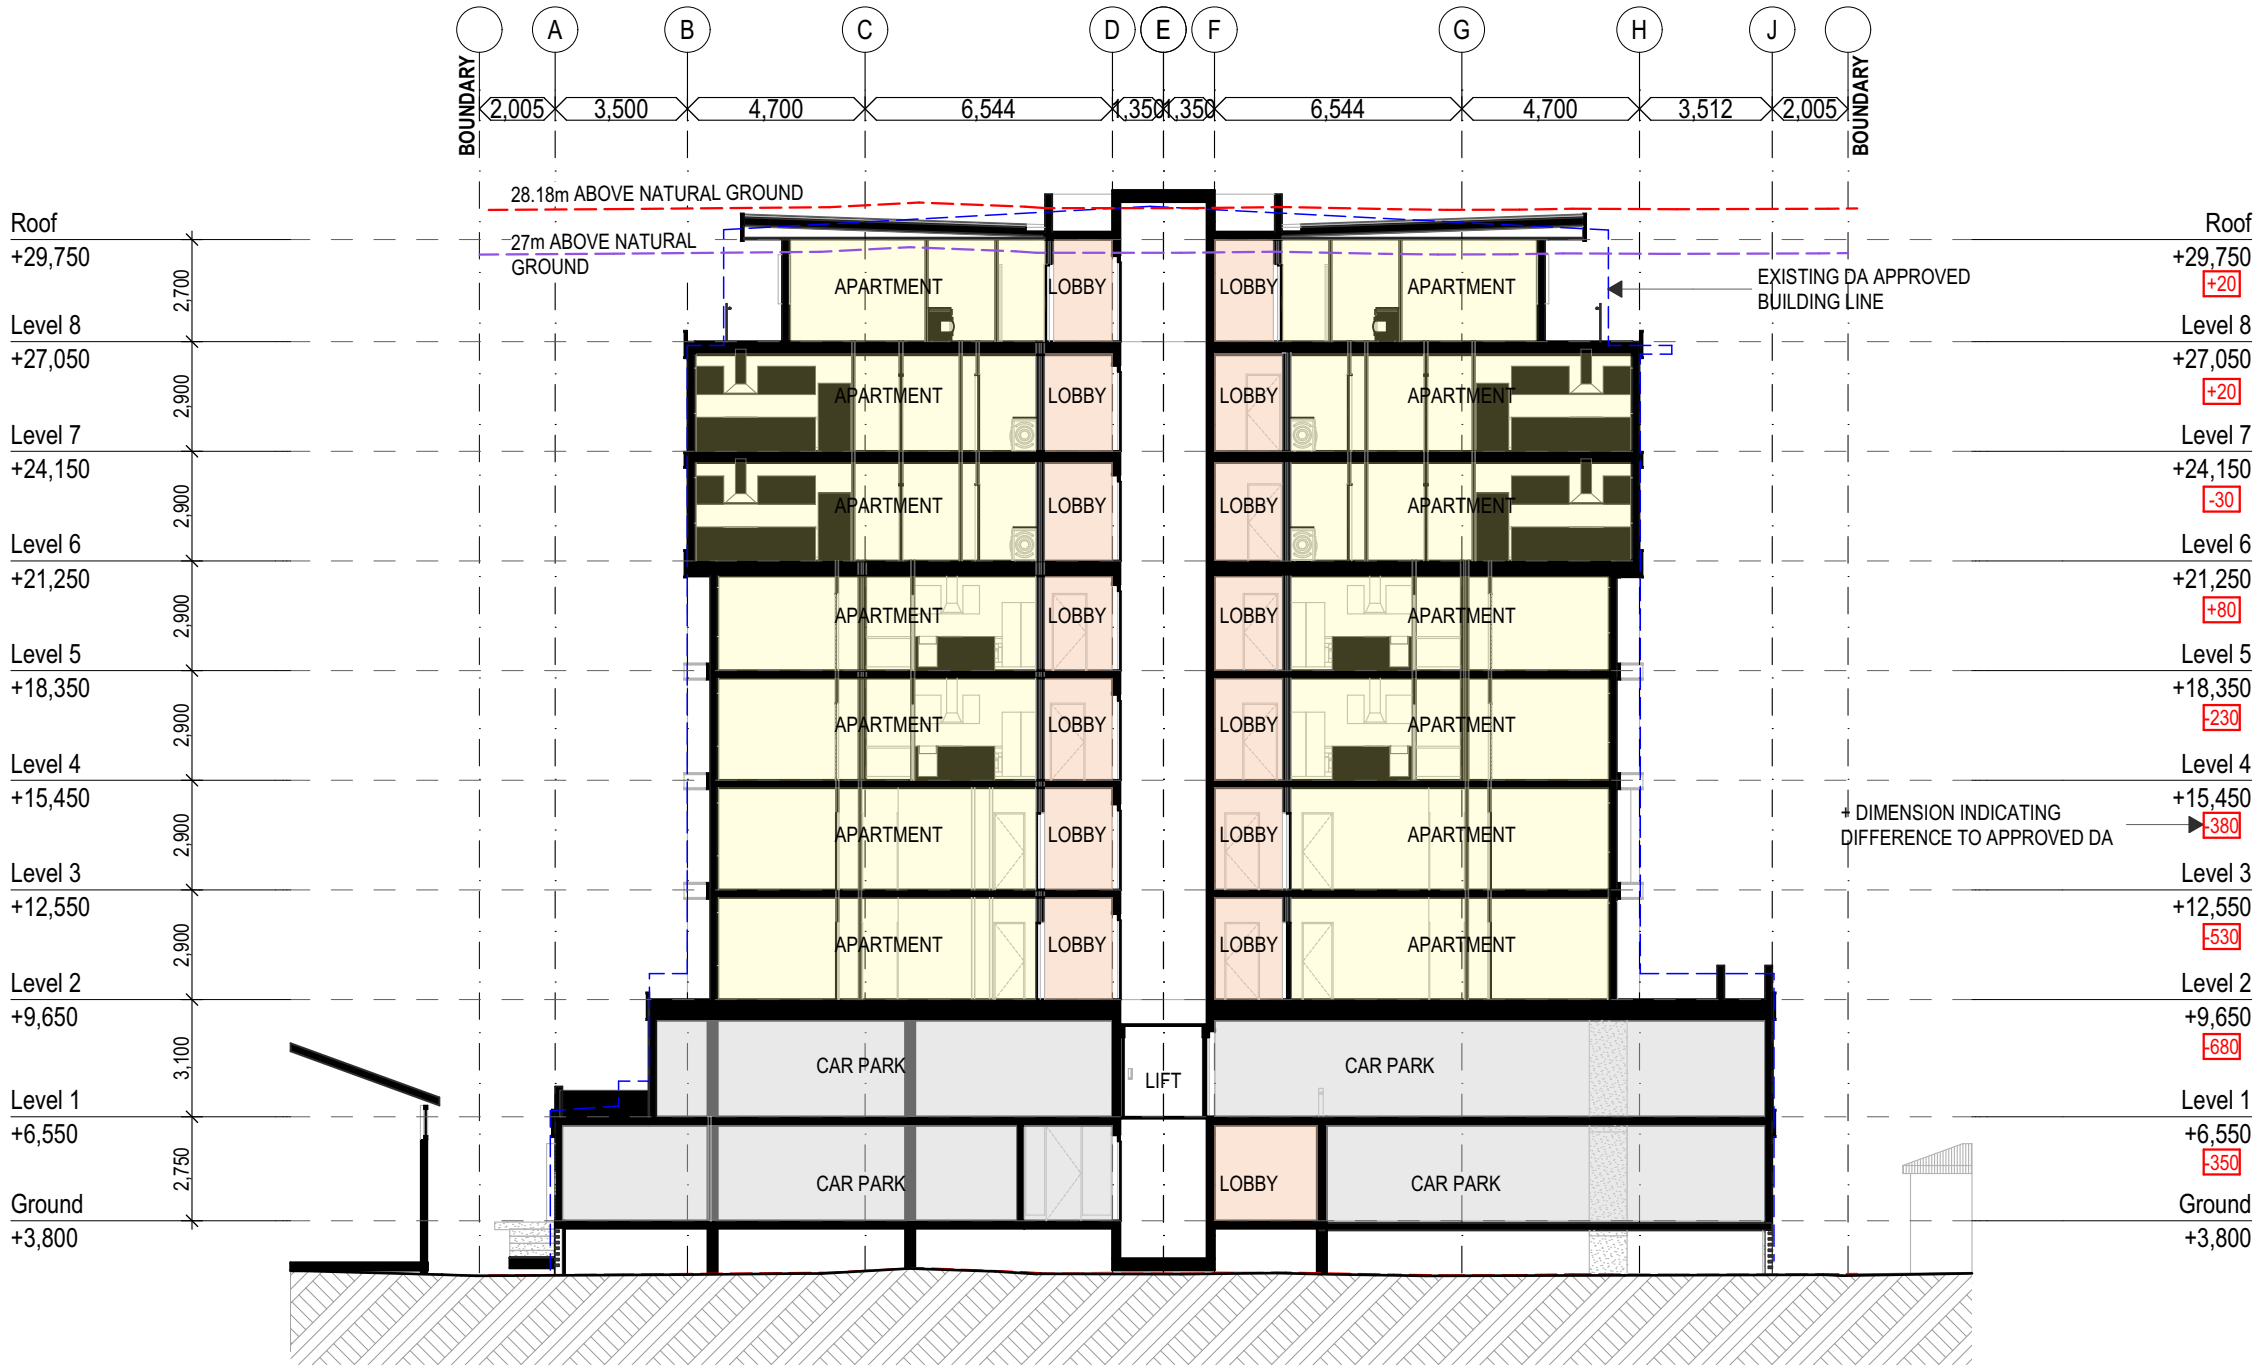 A B C D E F G H J
BOUNDARY
BOUNDARY
2,005 3,500 4,700 6,544 1,350 1,350 6,544 4,700 3,512 2,005
28.18m ABOVE NATURAL GROUND
27m ABOVE NATURAL
GROUND
Roof
+29,750
2,700
Level 8
+27,050
2,900
Level 7
+24,150
2,900
Level 6
+21,250
2,900
Level 5
+18,350
2,900
Level 4
+15,450
2,900
Level 3
+12,550
2,900
Level 2
+9,650
3,100
Level 1
+6,550
2,750
Ground
+3,800
APARTMENT LOBBY LOBBY APARTMENT
APARTMENT LOBBY LOBBY APARTMENT
APARTMENT LOBBY LOBBY APARTMENT
APARTMENT LOBBY LOBBY APARTMENT
APARTMENT LOBBY LOBBY APARTMENT
APARTMENT LOBBY LOBBY APARTMENT
APARTMENT LOBBY LOBBY APARTMENT
CAR PARK LIFT CAR PARK
CAR PARK LOBBY CAR PARK
EXISTING DA APPROVED
BUILDING LINE
+ DIMENSION INDICATING
DIFFERENCE TO APPROVED DA
Roof
+29,750
+20
Level 8
+27,050
+20
Level 7
+24,150
-30
Level 6
+21,250
+80
Level 5
+18,350
-230
Level 4
+15,450
-380
Level 3
+12,550
-530
Level 2
+9,650
-680
Level 1
+6,550
-350
Ground
+3,800